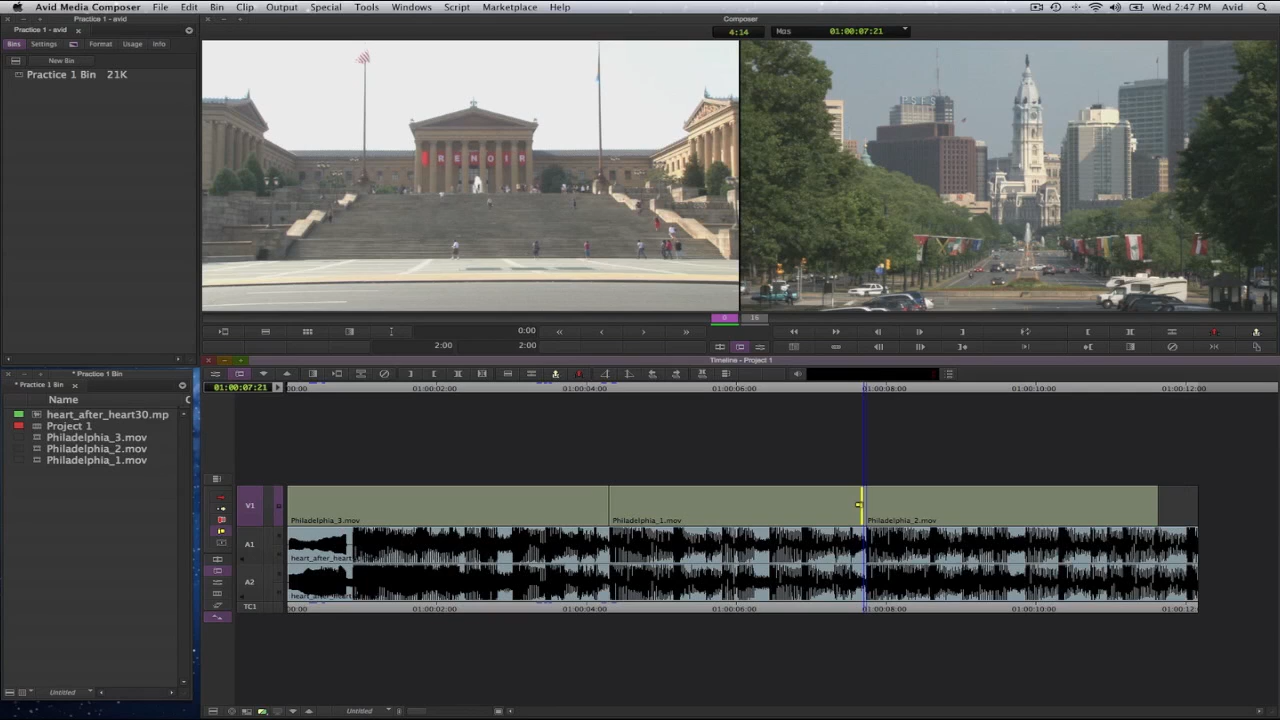 Avid Media Composer File Edit Bin Clip Output Special Tools Windows Script Marketplace Help Wed 2:47 PM Avid
Practice 1 - avid
Composer
Practice 1 - avid
4:14 Mas 01:00:07:21
Bins Settings Format Usage Info
New Bin
Practice 1 Bin 21K
RENOIR
0 16
0:00
2:00 2:00
Timeline - Project 1
* Practice 1 Bin
* Practice 1 Bin
01:00:07:21 00:00 01:00:02:00 01:00:04:00 01:00:06:00 01:00:08:00 01:00:10:00 01:00:12:00
Name
heart_after_heart30.mp
Project 1
Philadelphia_3.mov
Philadelphia_2.mov
Philadelphia_1.mov
V1
Philadelphia_3.mov Philadelphia_1.mov Philadelphia_2.mov
A1
heart_after_heart
A2
heart_after_heart
TC1 00:00 01:00:02:00 01:00:04:00 01:00:06:00 01:00:08:00 01:00:10:00 01:00:12:
Untitled
Untitled